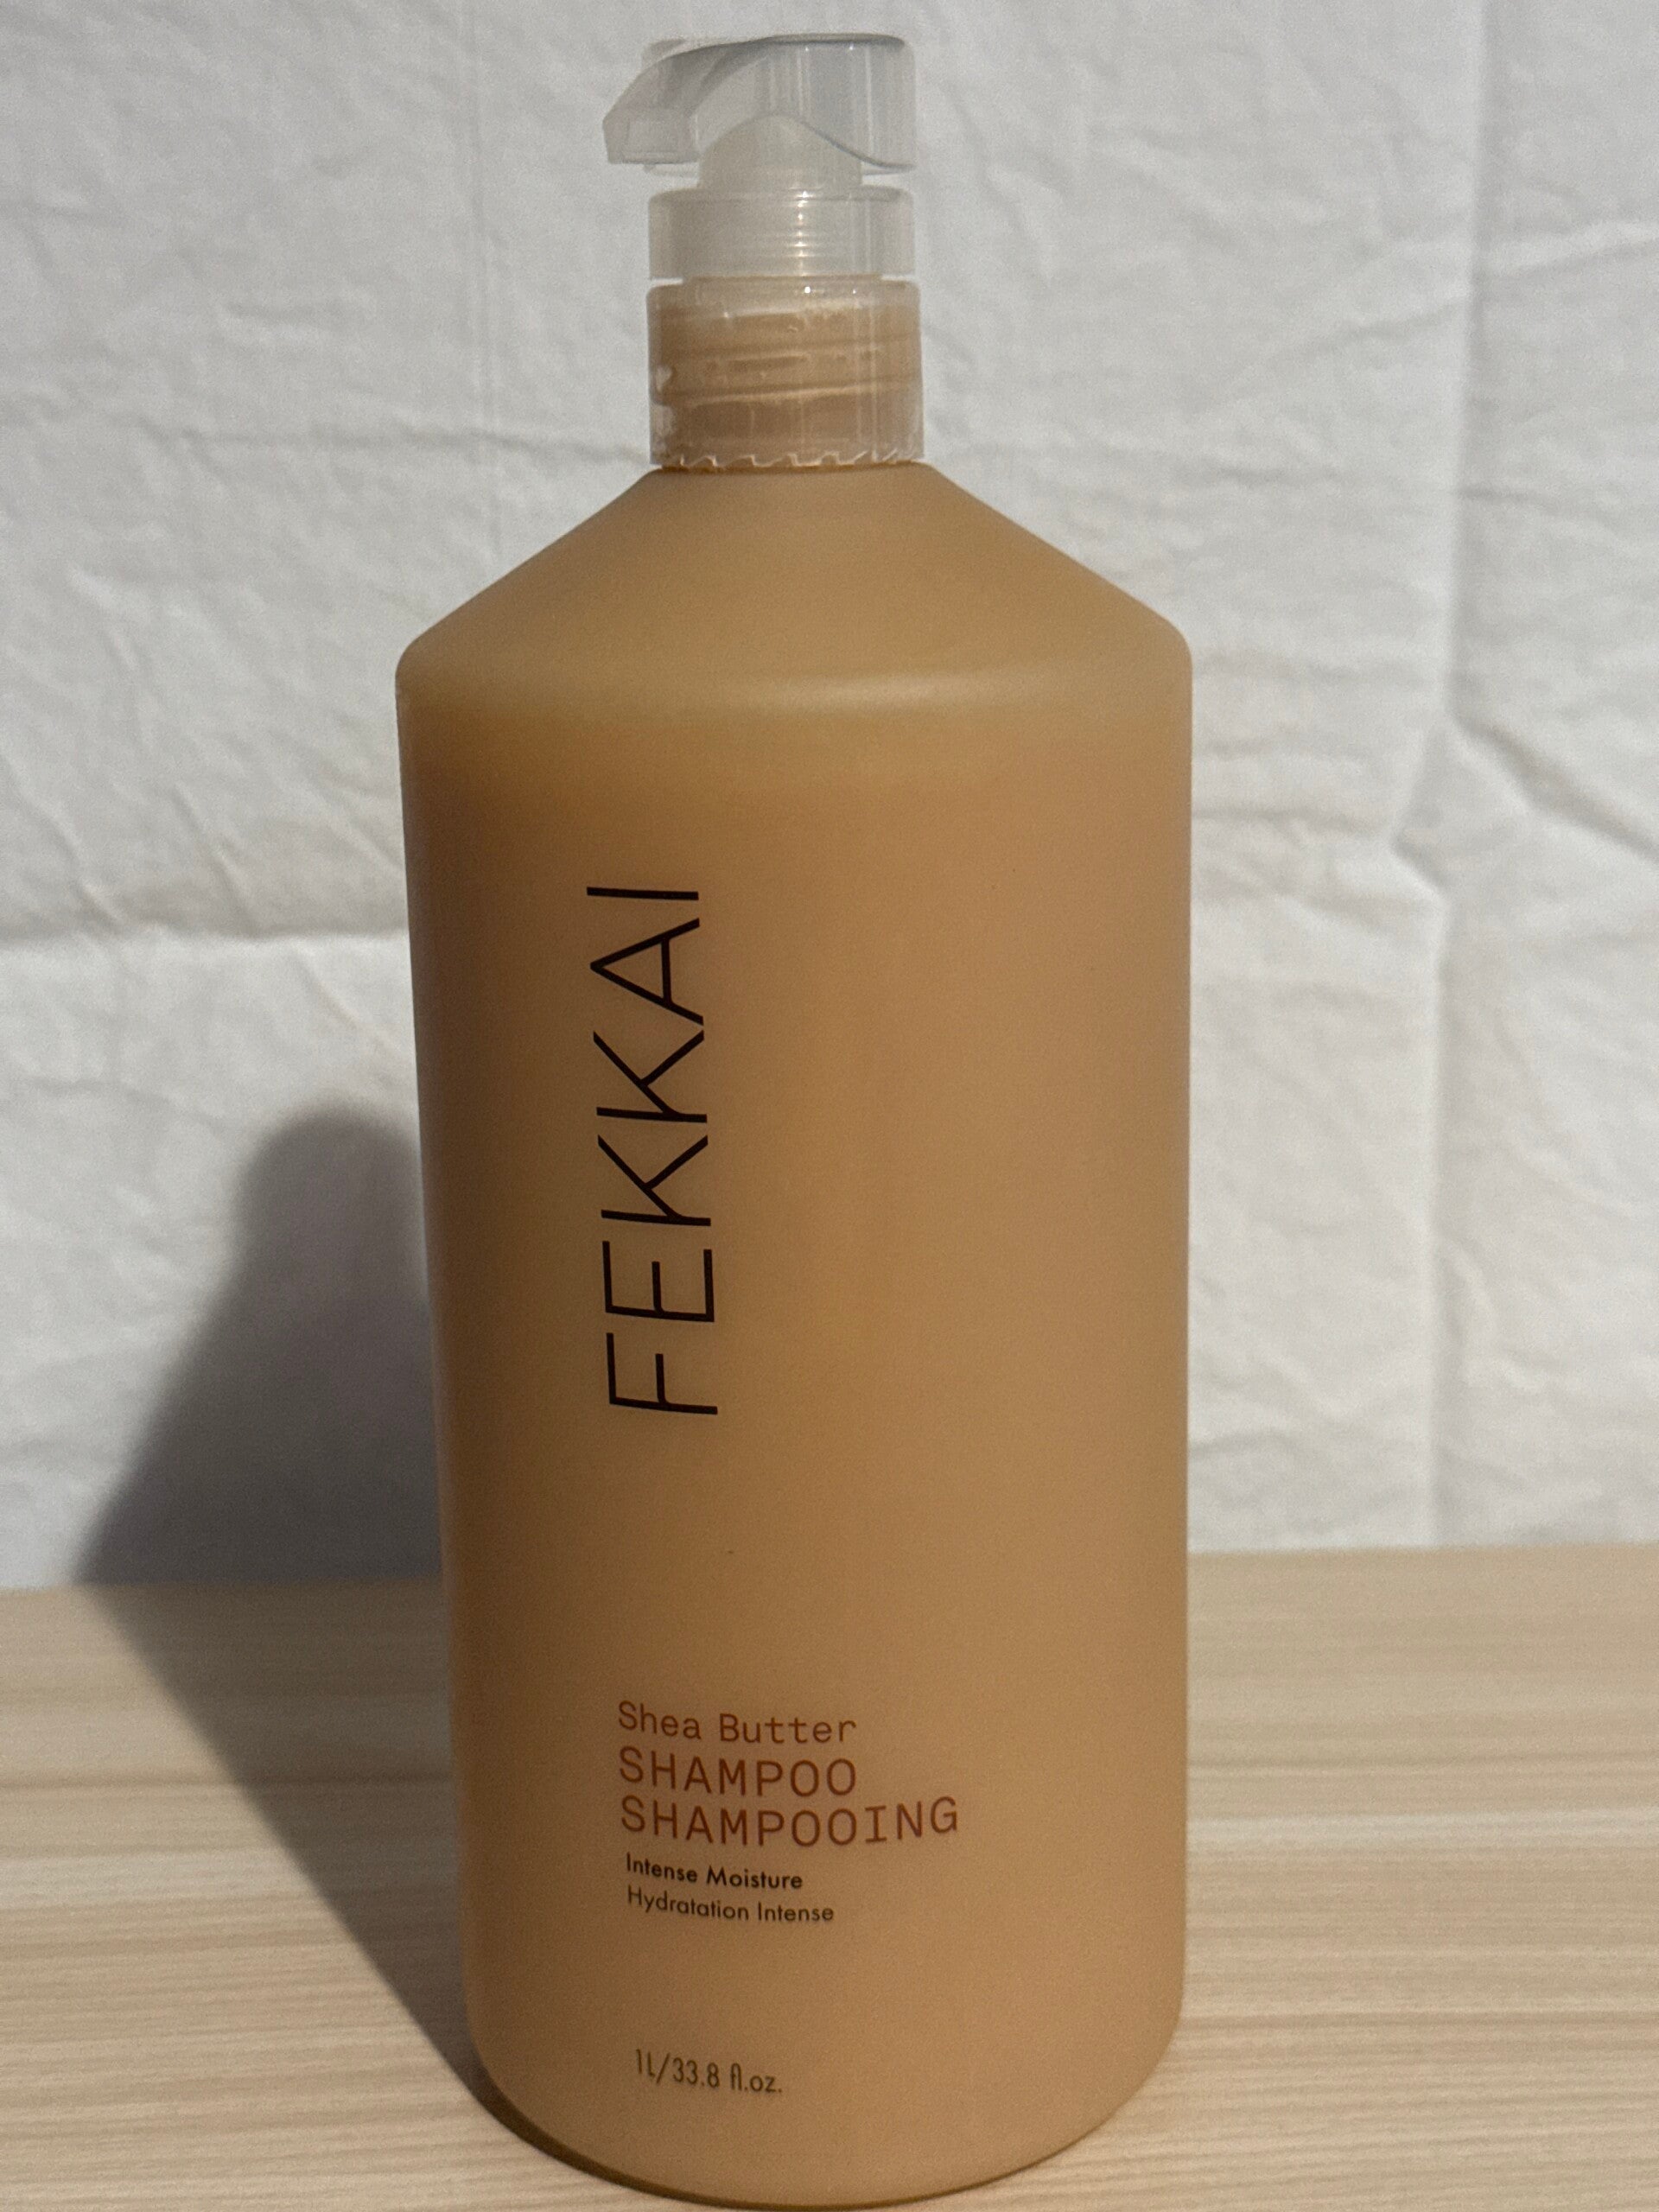 FEKKAI
Shea Butter
SHAMPOO
SHAMPOOING
Intense Moisture
Hydratation Intense
1L/33.8 fl.oz.